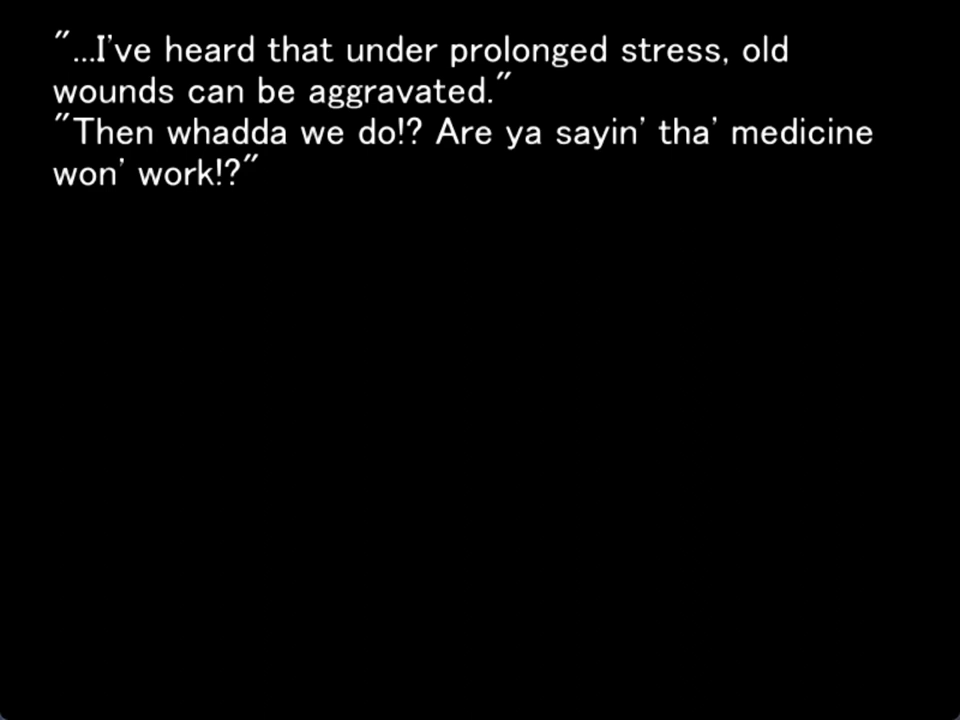 "...I've heard that under prolonged stress, old
wounds can be aggravated."
"Then whadda we do!? Are ya sayin' tha' medicine
won' work!?"